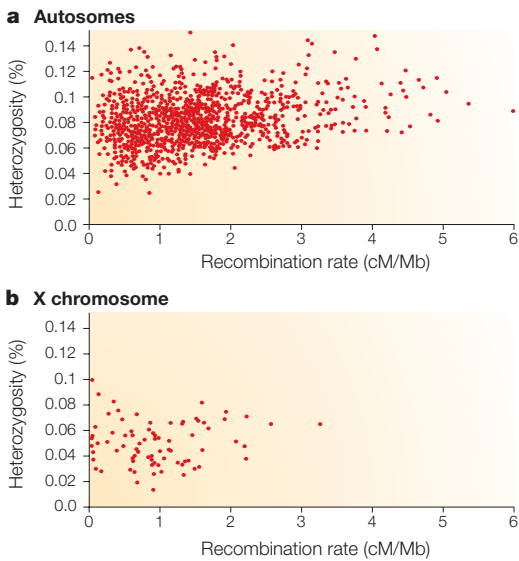 a Autosomes
0.14
0.12
0.1
0.08
0.06
0.04
0.02
0.0
Heterozygosity (%)
0 1 2 3 4 5 6
Recombination rate (cM/Mb)
b X chromosome
0.14
0.12
0.1
0.08
0.06
0.04
0.02
0.0
Heterozygosity (%)
0 1 2 3 4 5 6
Recombination rate (cM/Mb)